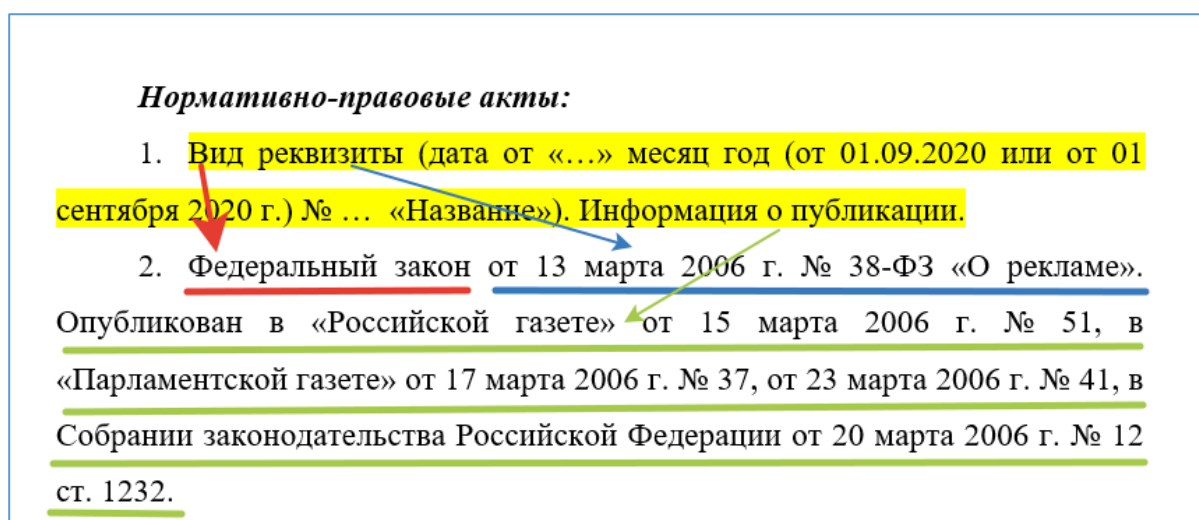 Нормативно-правовые акты:
1. Вид реквизиты (дата от «…» месяц год (от 01.09.2020 или от 01
сентября 2020 г.) № … «Название»). Информация о публикации.
2. Федеральный закон от 13 марта 2006 г. № 38-ФЗ «О рекламе».
Опубликован в «Российской газете» от 15 марта 2006 г. № 51, в
«Парламентской газете» от 17 марта 2006 г. № 37, от 23 марта 2006 г. № 41, в
Собрании законодательства Российской Федерации от 20 марта 2006 г. № 12
ст. 1232.